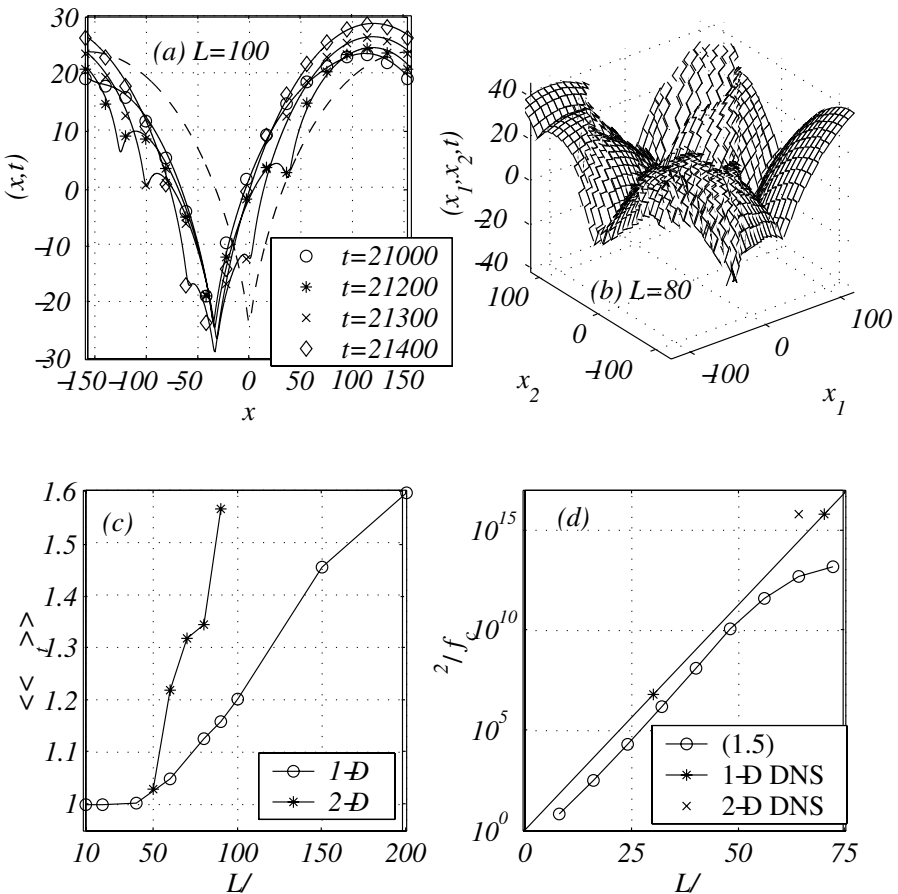 (a) L=100
30
20
10
0
−10
−20
−30
(x,t)
−150 −100 −50 0 50 100 150
x
t=21000
t=21200
t=21300
t=21400
40
20
0
−20
−40
(x1,x2,t)
100
0
−100
x2
−100
0
100
x1
(b) L=80
(c)
1.6
1.5
1.4
1.3
1.2
1.1
1
<< t >>
10 50 100 150 200
L/
1-D
2-D
(d)
10^15
10^10
10^5
10^0
2/fc
0 25 50 75
L/
(1.5)
1-D DNS
2-D DNS